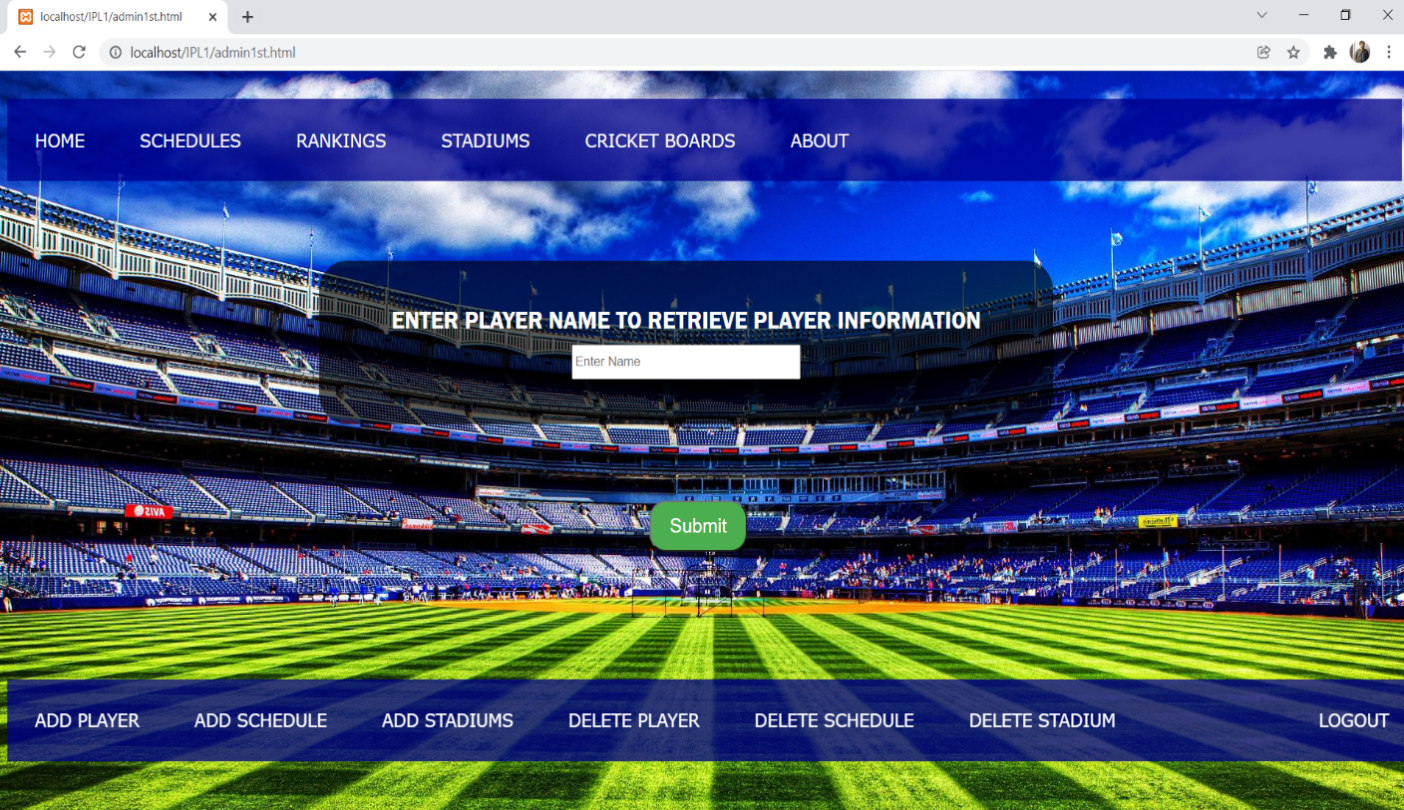 localhost/IPL1/admin1st.html
localhost/IPL1/admin1st.html
HOME SCHEDULES RANKINGS STADIUMS CRICKET BOARDS ABOUT
ENTER PLAYER NAME TO RETRIEVE PLAYER INFORMATION
Enter Name
AVIS
Submit
ADD PLAYER ADD SCHEDULE ADD STADIUMS DELETE PLAYER DELETE SCHEDULE DELETE STADIUM LOGOUT